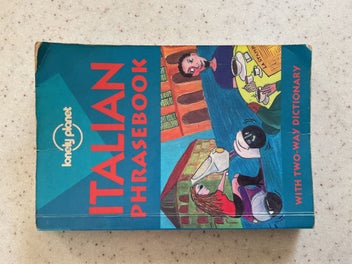 lonely planet
ITALIAN
PHRASEBOOK
WITH TWO-WAY DICTIONARY